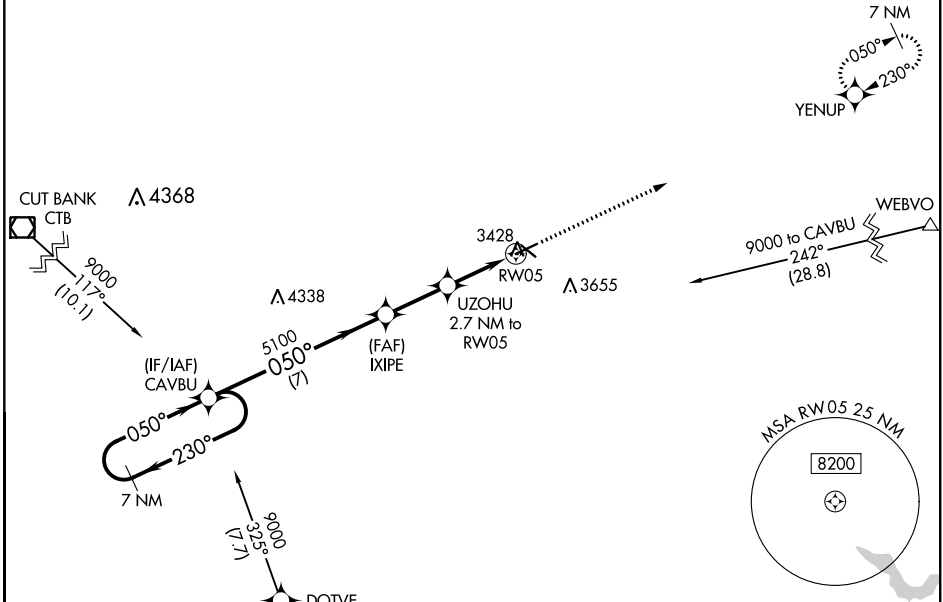 7 NM
050°
230°
YENUP
CUT BANK
CTB
4368
9000
117°
(10.1)
WEBVO
9000 to CAVBU
242°
(28.8)
3428
RW05
3655
4338
UZOHU
2.7 NM to
RW05
(FAF)
IXIPE
5100
050°
(7)
(IF/IAF)
CAVBU
050°
230°
7 NM
MSA RW05 25 NM
8200
9000
325°
(7.7)
DOTVE